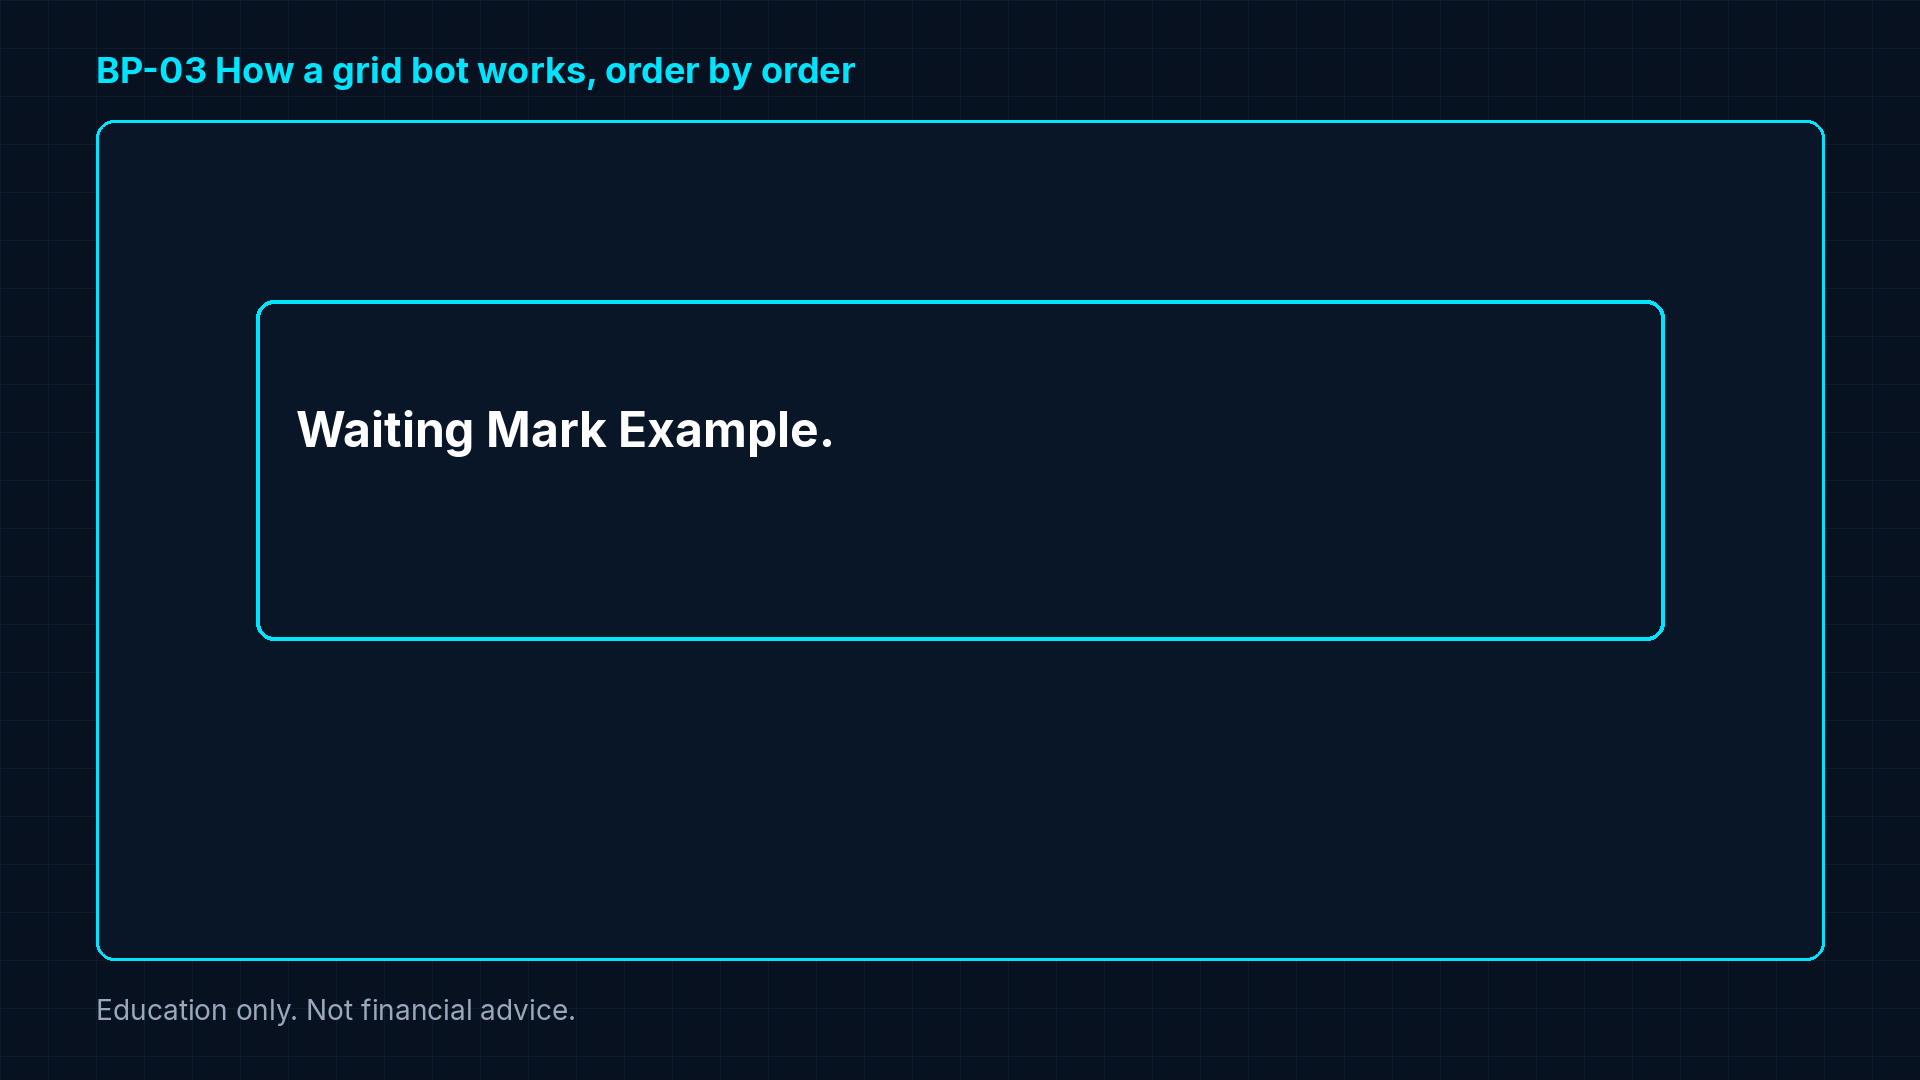 BP-03 How a grid bot works, order by order
Waiting Mark Example.
Education only. Not financial advice.